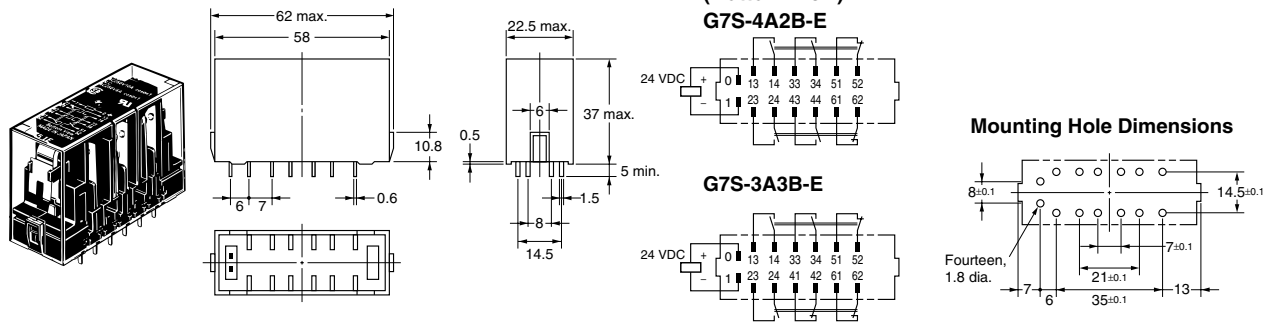 62 max.
58
10.8
6
7
0.6
22.5 max.
6
37 max.
0.5
5 min.
1.5
8
14.5
G7S-4A2B-E
24 VDC
+
−
0 13 14 33 34 51 52
1 23 24 43 44 61 62
G7S-3A3B-E
24 VDC
+
−
0 13 14 33 34 51 52
1 23 24 41 42 61 62
Mounting Hole Dimensions
8±0.1
14.5±0.1
7±0.1
Fourteen,
1.8 dia.
21±0.1
7
6
35±0.1
13